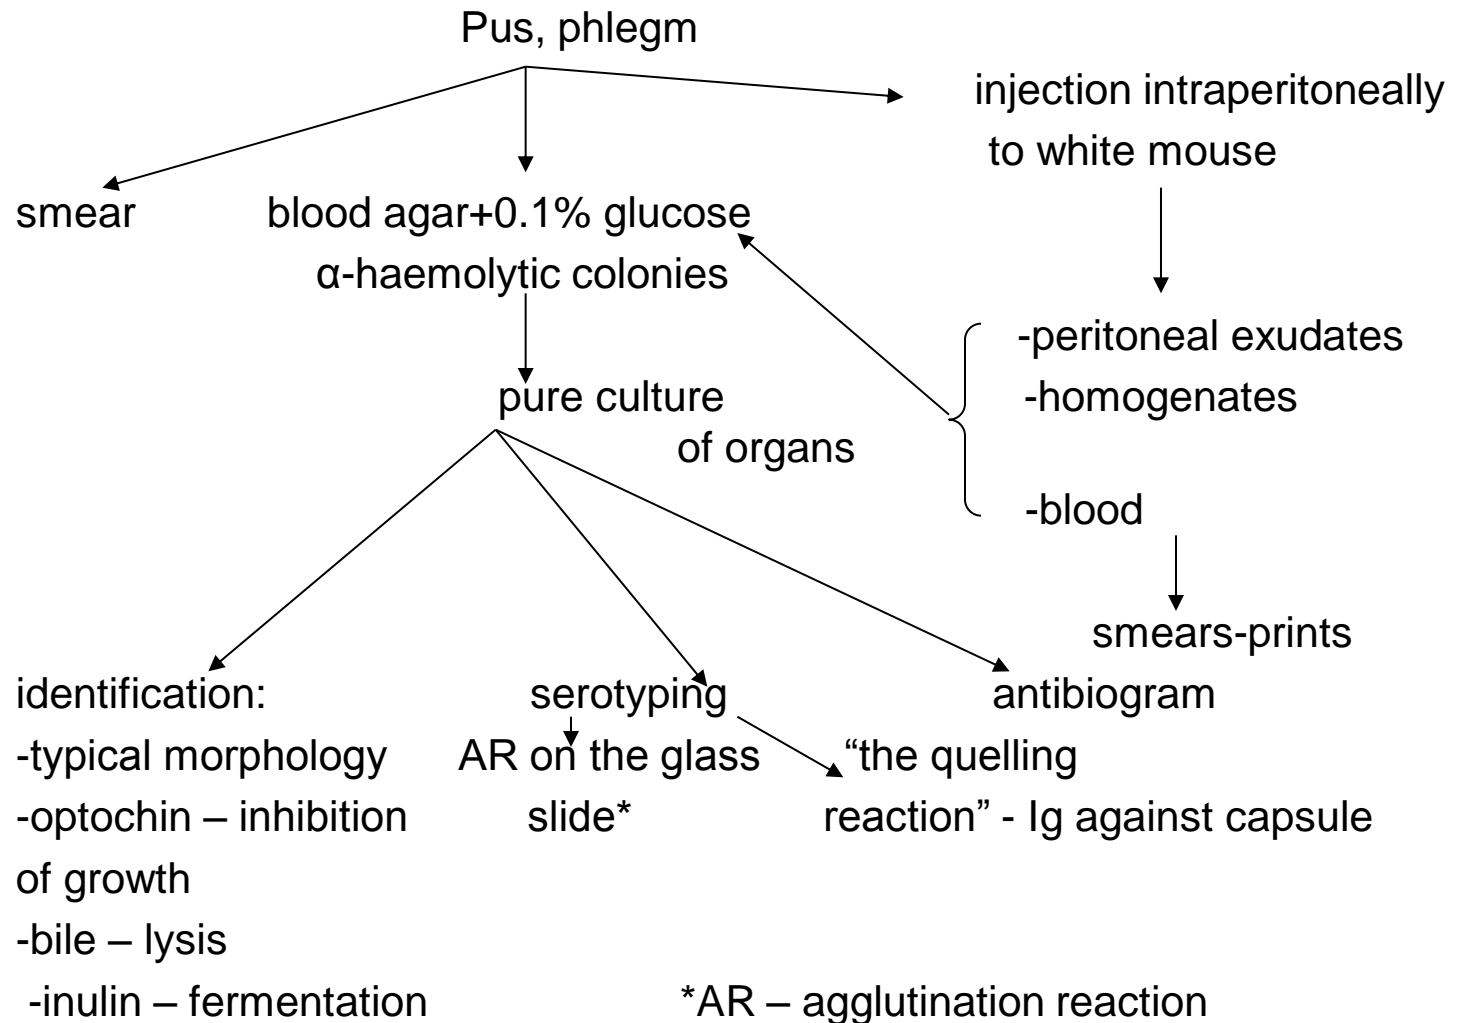 Pus, phlegm
injection intraperitoneally
to white mouse
smear
blood agar+0.1% glucose
α-haemolytic colonies
-peritoneal exudates
-homogenates
pure culture
of organs
-blood
smears-prints
identification:
-typical morphology
-optochin – inhibition
of growth
-bile – lysis
-inulin – fermentation
serotyping
AR on the glass
slide*
“the quelling
reaction” - Ig against capsule
antibiogram
*AR – agglutination reaction